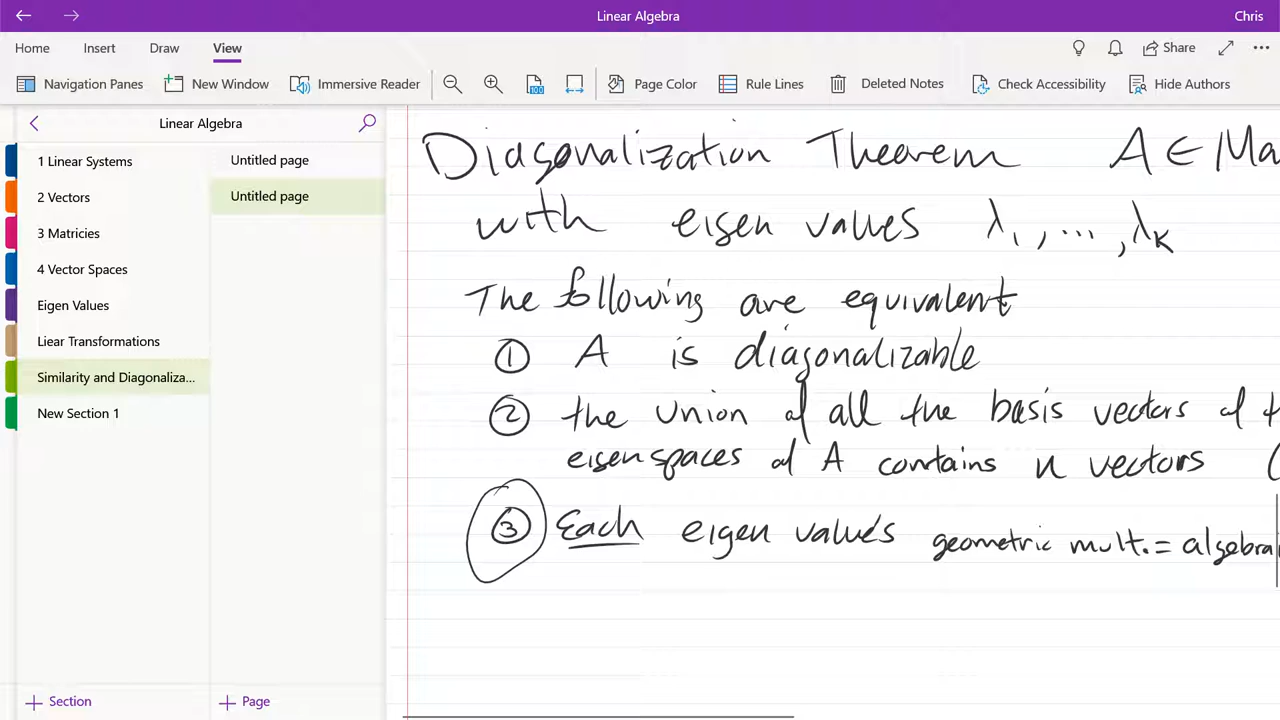 Linear Algebra
Chris
Home Insert Draw View
Share
Navigation Panes New Window Immersive Reader 100 Page Color Rule Lines Deleted Notes Check Accessibility Hide Authors
Linear Algebra
1 Linear Systems
2 Vectors
3 Matricies
4 Vector Spaces
Eigen Values
Liear Transformations
Similarity and Diagonaliza...
New Section 1
Section
Untitled page
Untitled page
Page
Diagonalization Theorem A ∈ Ma
with eigen values λ1, ..., λk
The following are equivalent
① A is diagonalizable
② the union of all the basis vectors of t
eigenspaces of A contains n vectors (
③ Each eigen values geometric mult. = algebra